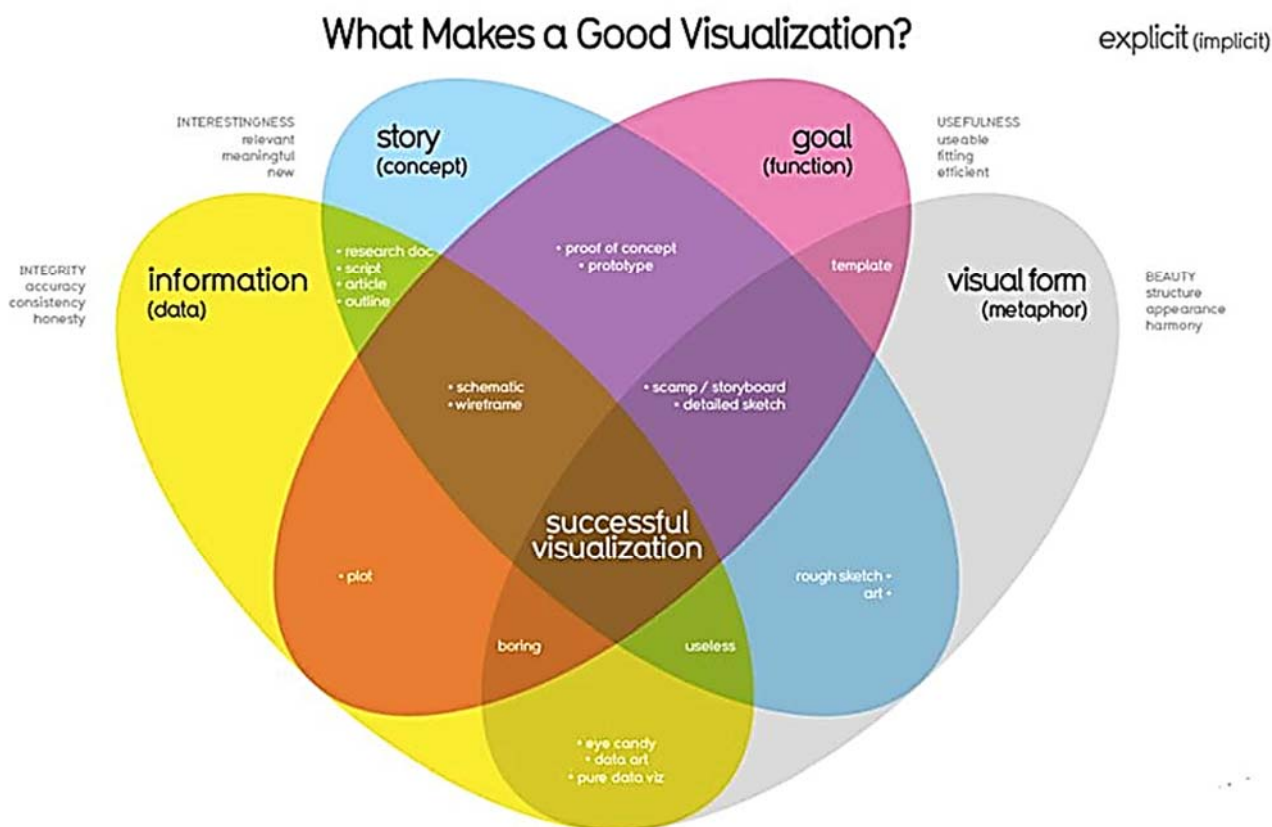 What Makes a Good Visualization?
explicit (implicit)
INTERESTINGNESS
relevant
meaningful
new
story
(concept)
goal
(function)
USEFULNESS
useable
fitting
efficient
INTEGRITY
accuracy
consistency
honesty
information
(data)
• research doc
• script
• article
• outline
• proof of concept
• prototype
template
visual form
(metaphor)
BEAUTY
structure
appearance
harmony
• schematic
• wireframe
• scamp / storyboard
• detailed sketch
successful
visualization
• plot
rough sketch •
art •
boring
useless
• eye candy
• data art
• pure data viz